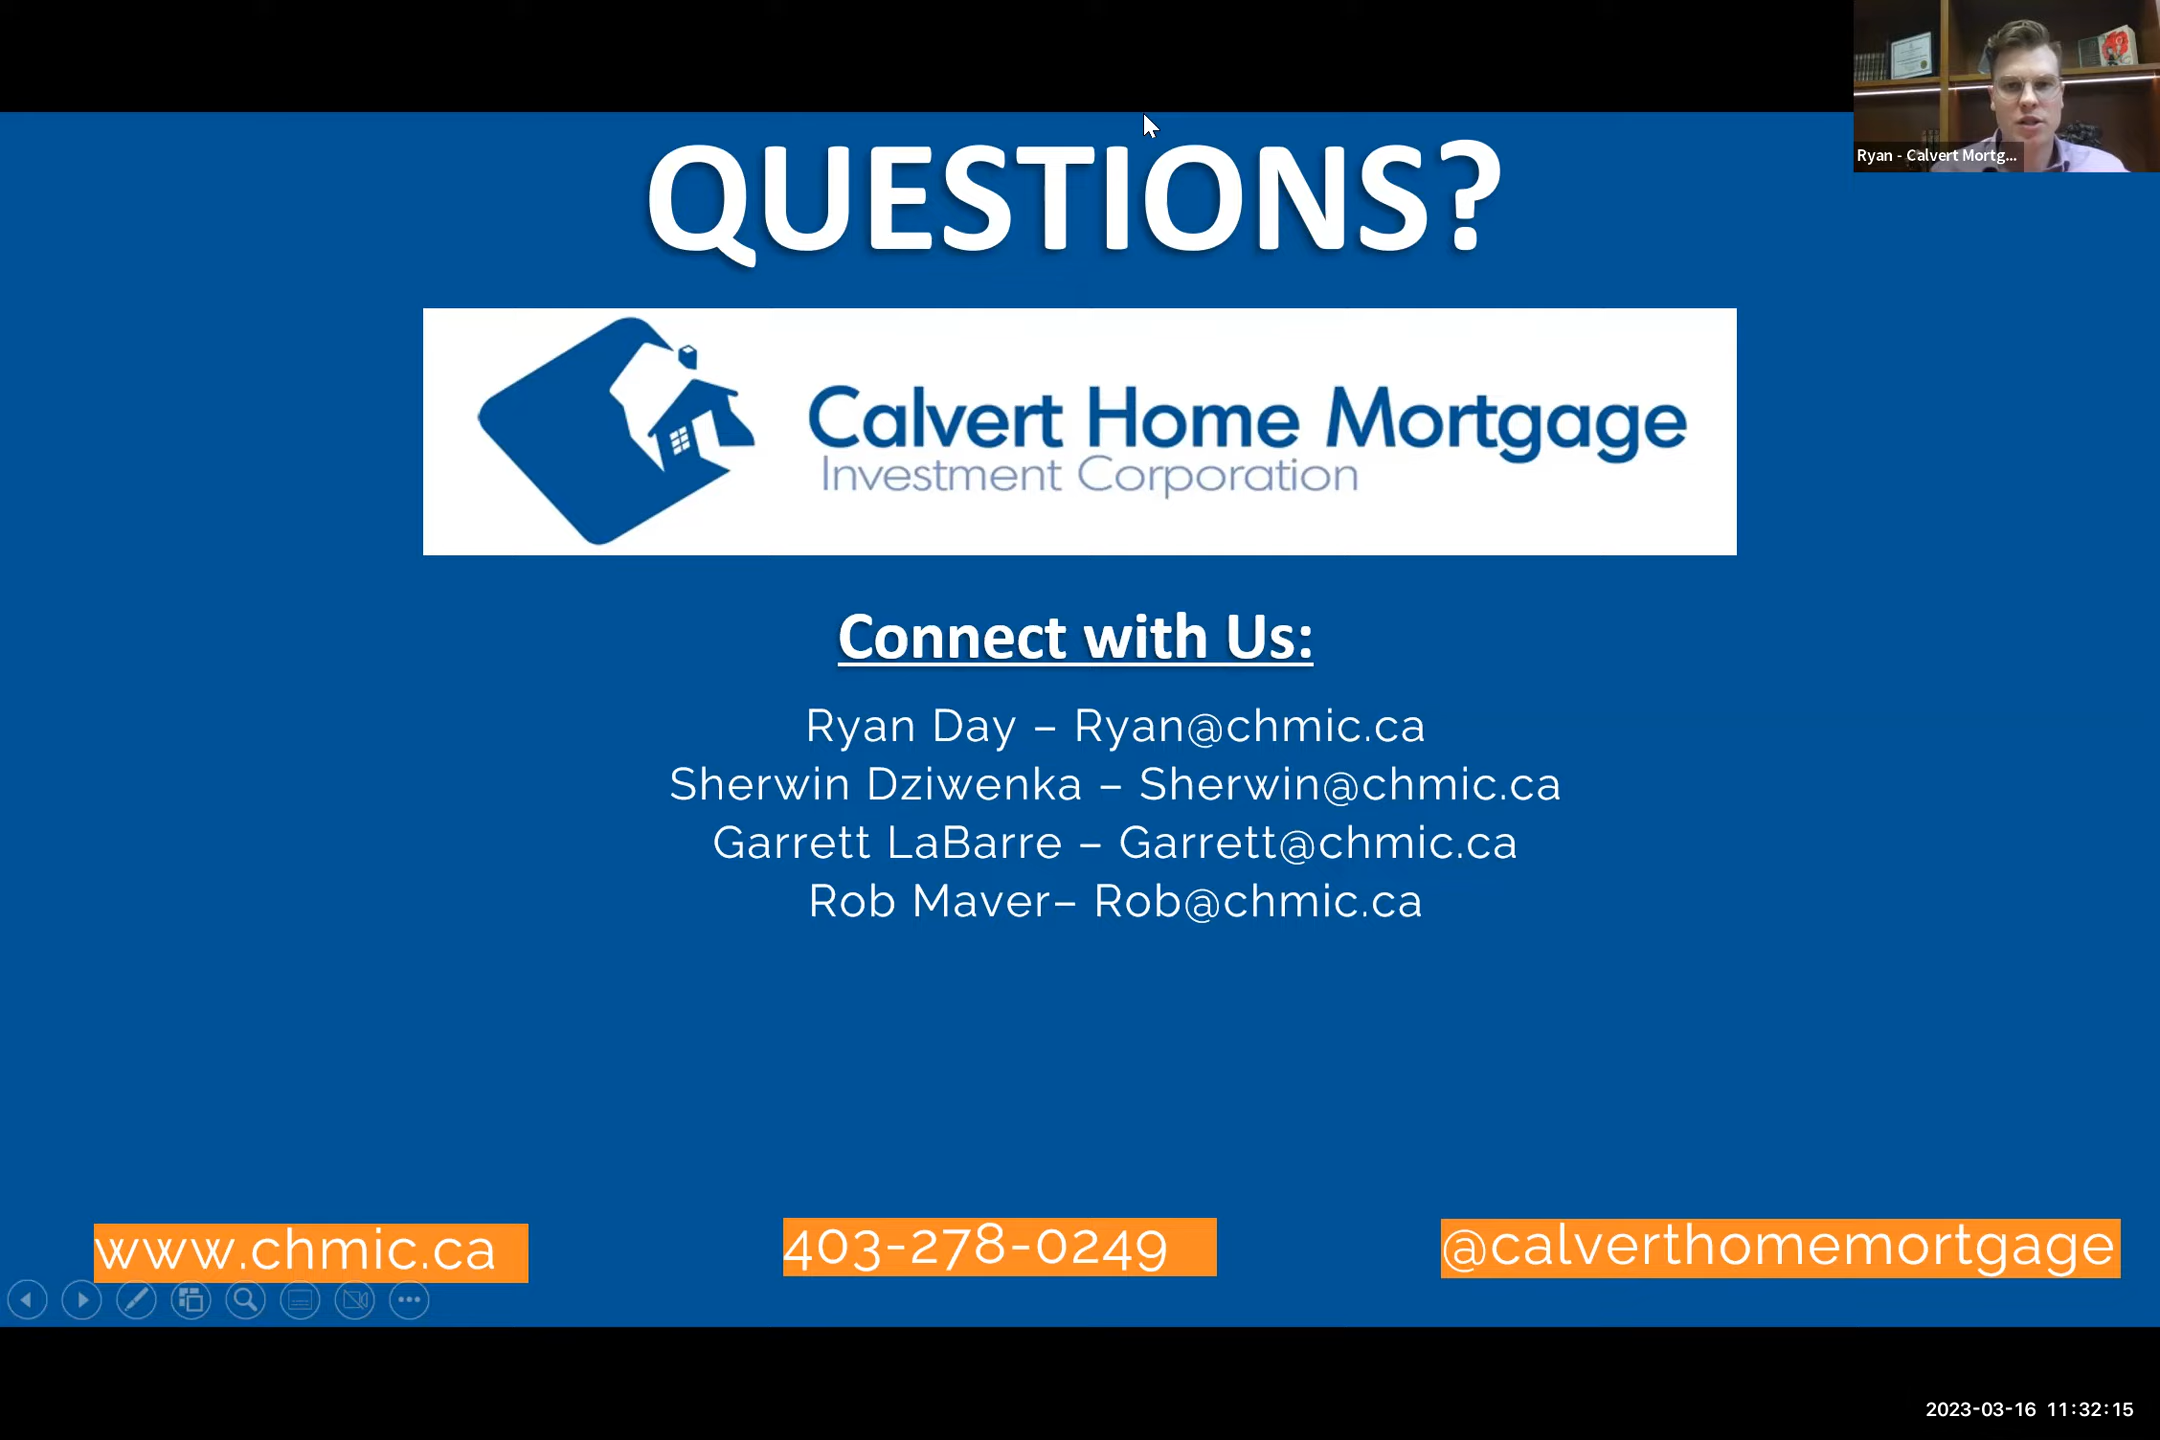 Ryan - Calvert Mortg...
QUESTIONS?
Calvert Home Mortgage
Investment Corporation
Connect with Us:
Ryan Day – Ryan@chmic.ca
Sherwin Dziwenka – Sherwin@chmic.ca
Garrett LaBarre – Garrett@chmic.ca
Rob Maver– Rob@chmic.ca
www.chmic.ca
403-278-0249
@calverthomemortgage
2023-03-16 11:32:15